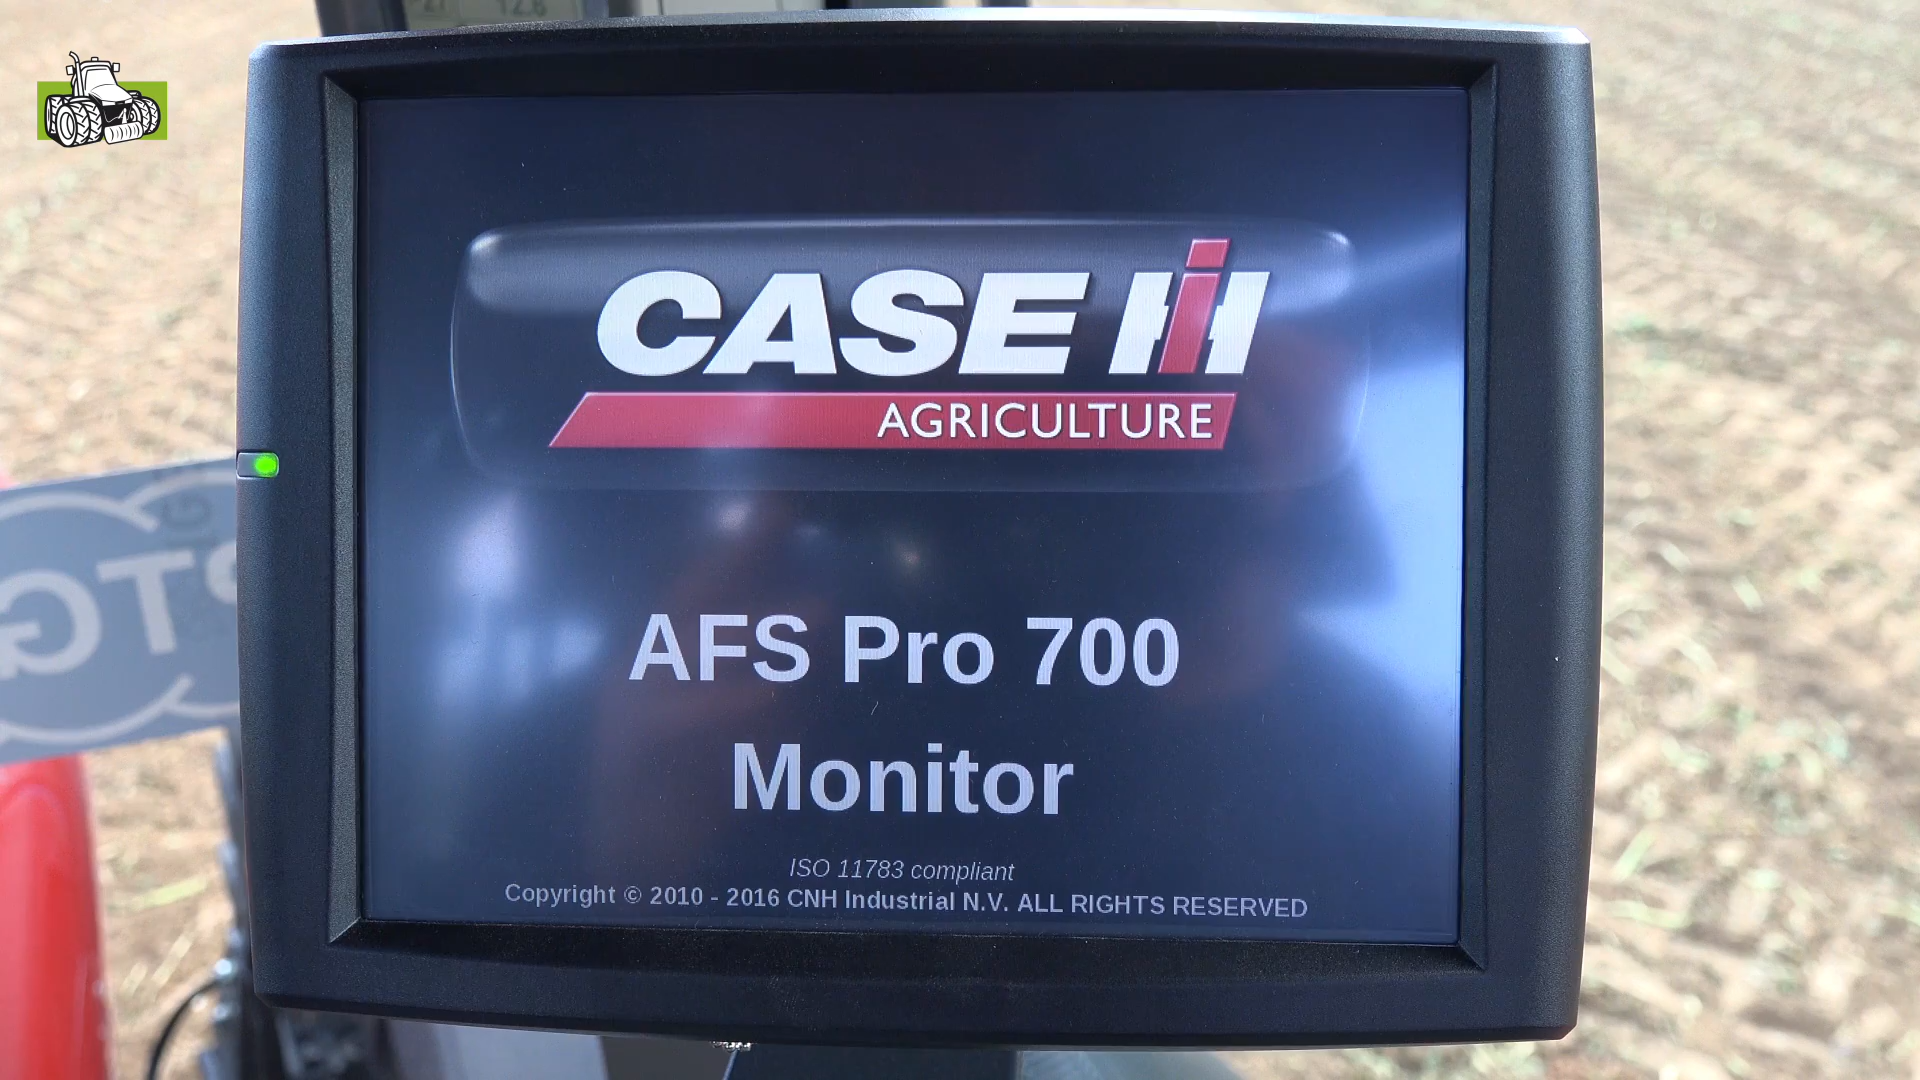 CASE IH
AGRICULTURE
AFS Pro 700
Monitor
ISO 11783 compliant
Copyright © 2010 - 2016 CNH Industrial N.V. ALL RIGHTS RESERVED